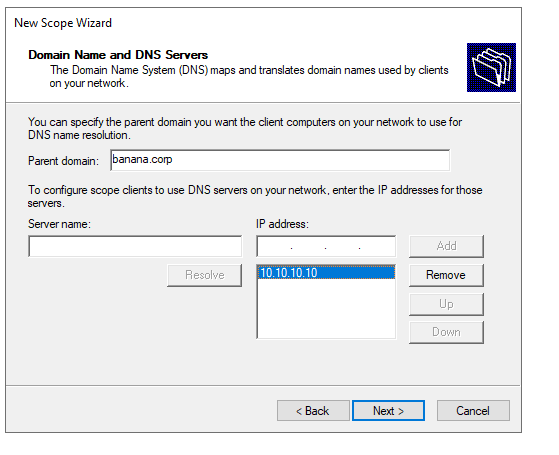 New Scope Wizard
Domain Name and DNS Servers
The Domain Name System (DNS) maps and translates domain names used by clients
on your network.
You can specify the parent domain you want the client computers on your network to use for
DNS name resolution.
Parent domain: banana.corp
To configure scope clients to use DNS servers on your network, enter the IP addresses for those
servers.
Server name: IP address:
. . . Add
Resolve 10.10.10.10 Remove
Up
Down
< Back Next > Cancel